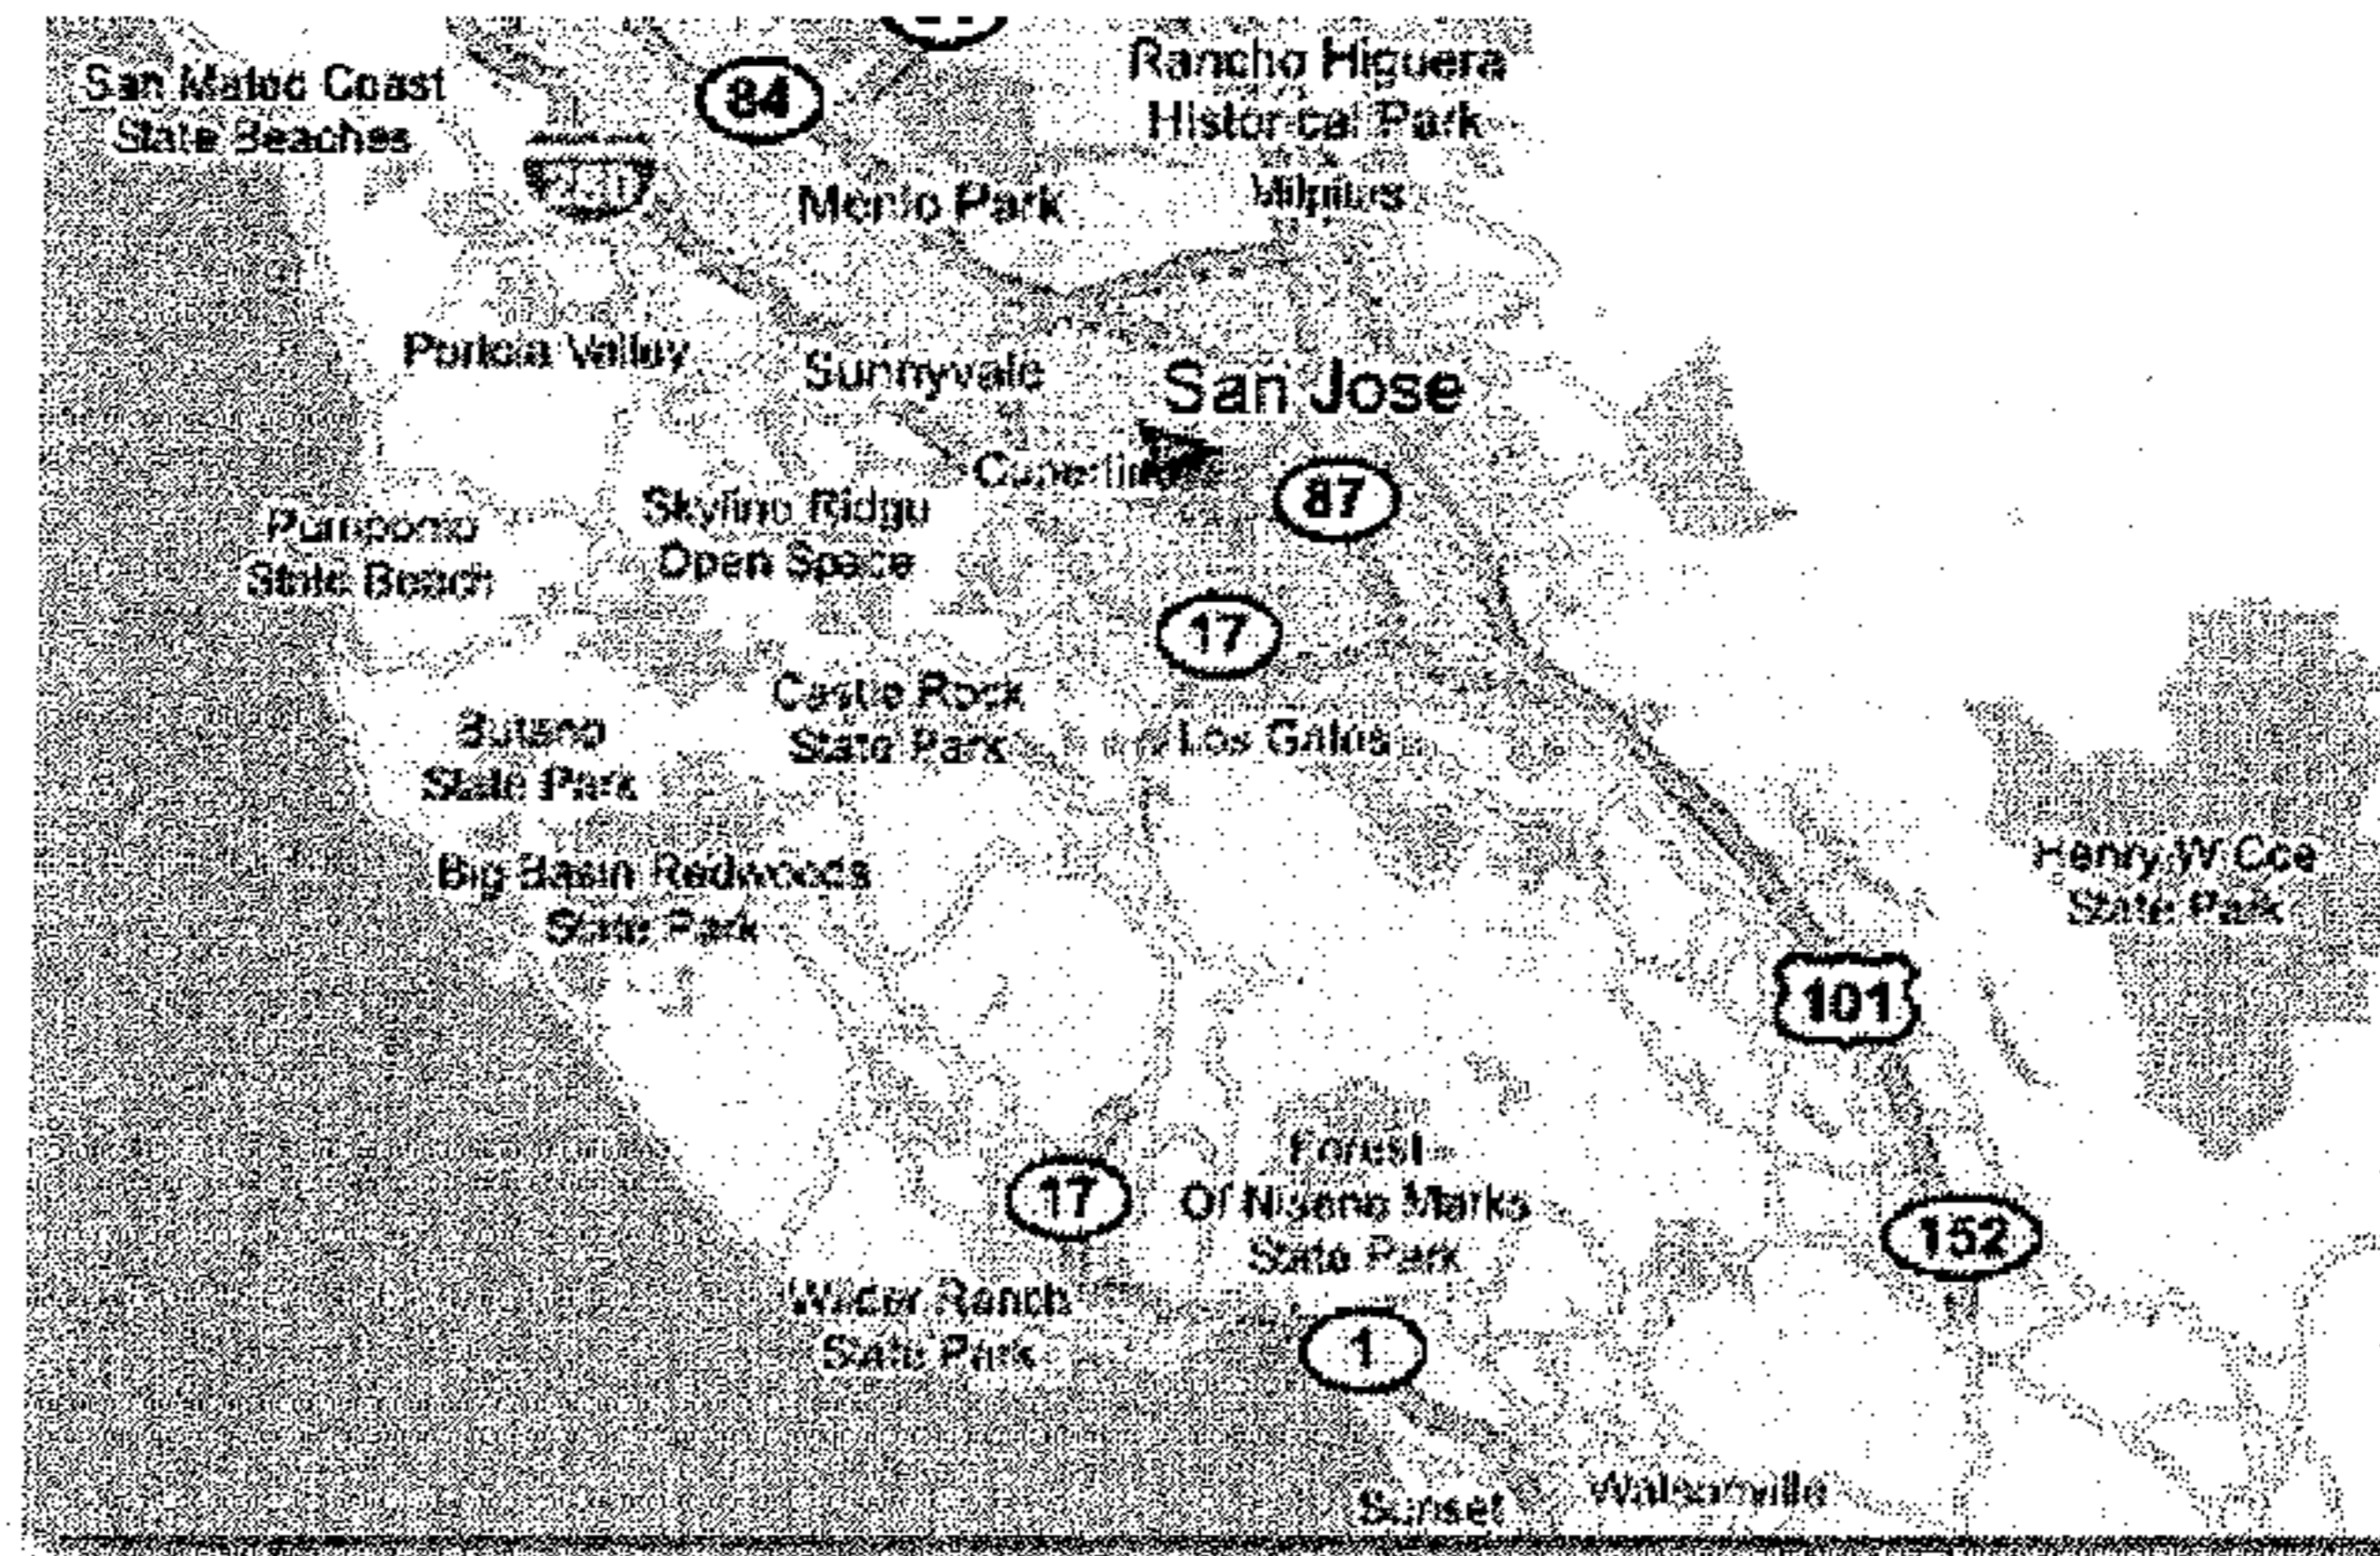 San Mateo Coast
State Beaches
84
Rancho Higuera
Historical Park
Menlo Park
Milpitas
Portola Valley
Sunnyvale
San Jose
Cupertino
87
Skyline Ridge
Open Space
Pomponio
State Beach
17
Castle Rock
State Park
Los Gatos
Butano
State Park
Big Basin Redwoods
State Park
Henry W Coe
State Park
101
Forest
Of Nisene Marks
State Park
17
152
Wilder Ranch
State Park
1
Sunset
Watsonville